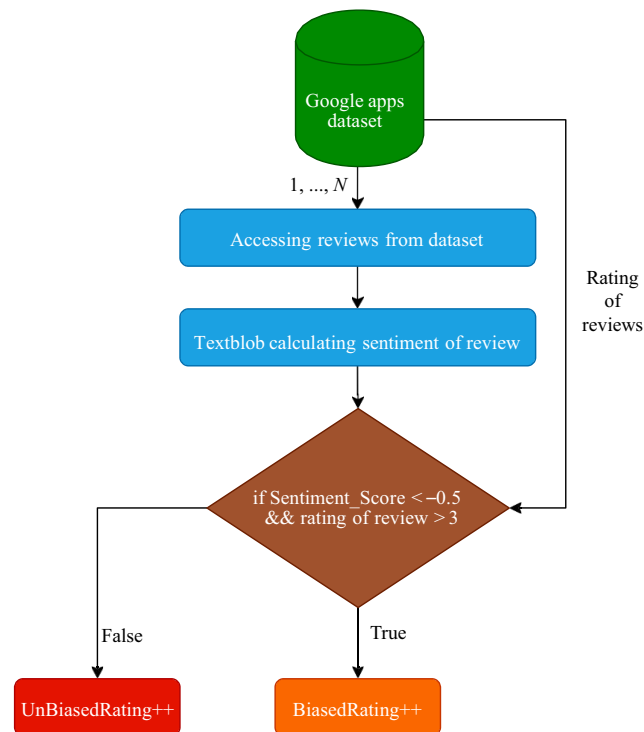 Google apps
dataset
1, ..., N
Accessing reviews from dataset
Rating
of
reviews
Textblob calculating sentiment of review
if Sentiment_Score < −0.5
&& rating of review > 3
False
True
UnBiasedRating++
BiasedRating++